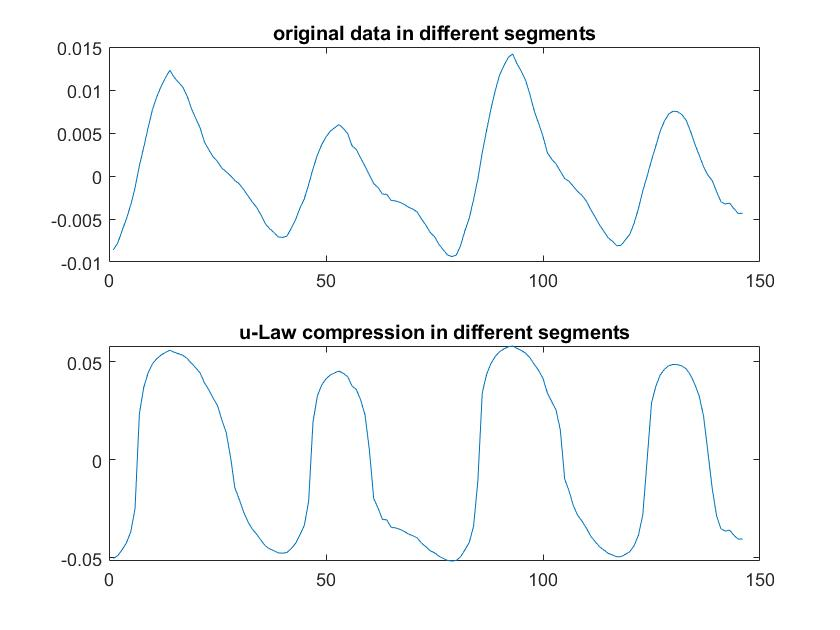 original data in different segments
0.015
0.01
0.005
0
-0.005
-0.01
0 50 100 150
u-Law compression in different segments
0.05
0
-0.05
0 50 100 150